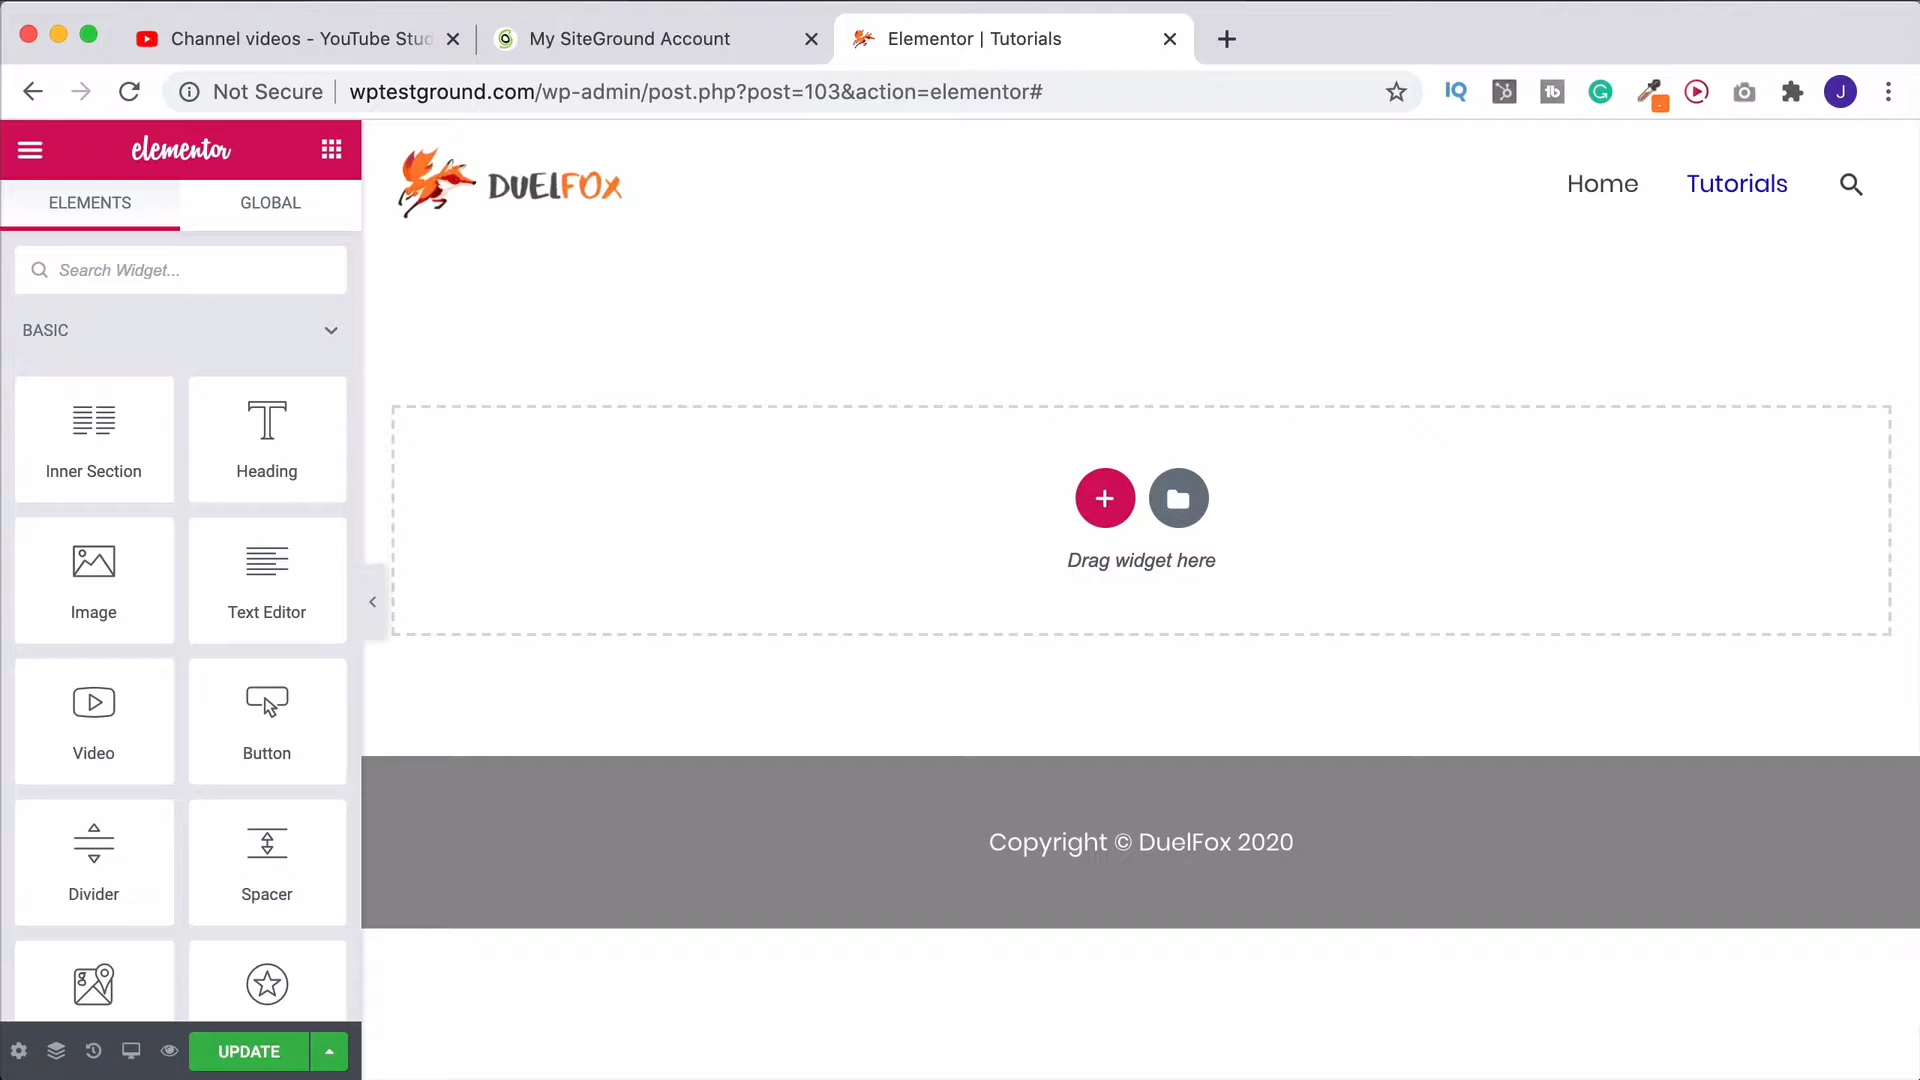 Channel videos - YouTube Stu
My SiteGround Account
Elementor | Tutorials
Not Secure
wptestground.com/wp-admin/post.php?post=103&action=elementor#
IQ
tb
G
J
elementor
ELEMENTS
GLOBAL
DUELFOX
Home
Tutorials
Search Widget...
BASIC
Inner Section
Heading
Image
Text Editor
Drag widget here
Video
Button
Divider
Spacer
Copyright © DuelFox 2020
UPDATE